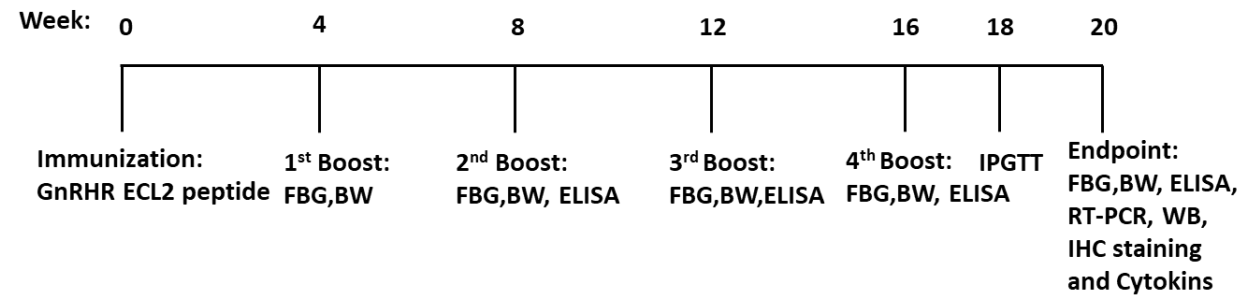 Week: 0 4 8 12 16 18 20
Immunization:
GnRHR ECL2 peptide
1st Boost:
FBG,BW
2nd Boost:
FBG,BW, ELISA
3rd Boost:
FBG,BW,ELISA
4th Boost:
FBG,BW, ELISA
IPGTT
Endpoint:
FBG,BW, ELISA,
RT-PCR, WB,
IHC staining
and Cytokins